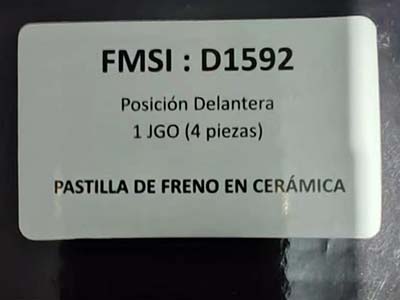 FMSI : D1592
Posición Delantera
1 JGO (4 piezas)
PASTILLA DE FRENO EN CERÁMICA